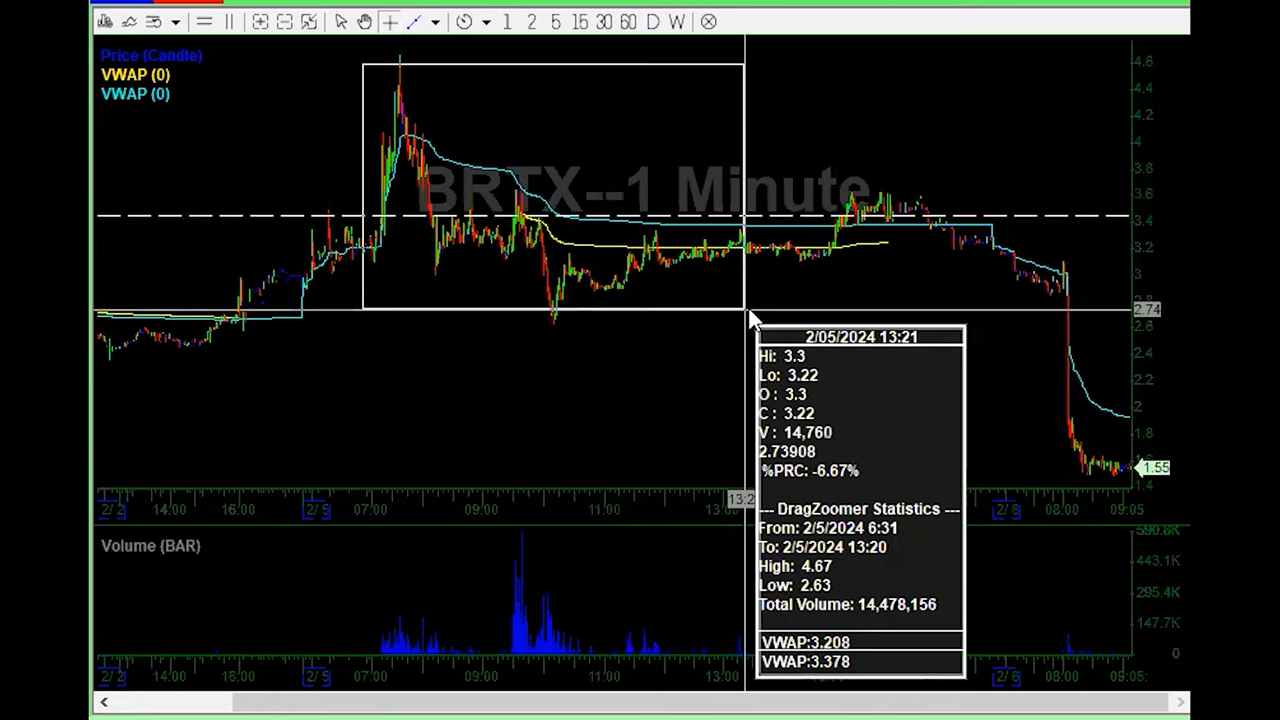 1 2 5 15 30 60 D W
Price (Candle)
VWAP (0)
VWAP (0)
BRTX--1 Minute
4.6
4.4
4.2
4
3.8
3.6
3.4
3.2
3
2.8
2.74
2.6
2.4
2.2
2
1.8
1.55
1.4
2/05/2024 13:21
Hi: 3.3
Lo: 3.22
O : 3.3
C : 3.22
V : 14,760
2.73908
%PRC: -6.67%
--- DragZoomer Statistics ---
From: 2/5/2024 6:31
To: 2/5/2024 13:20
High: 4.67
Low: 2.63
Total Volume: 14,478,156
VWAP:3.208
VWAP:3.378
13:2
2/ 2 14:00 16:00 2/ 5 07:00 09:00 11:00 13:00 2/ 6 08:00 09:05
Volume (BAR)
590.8K
443.1K
295.4K
147.7K
0
2/ 2 14:00 16:00 2/ 5 07:00 09:00 11:00 13:00 2/ 6 08:00 09:05: